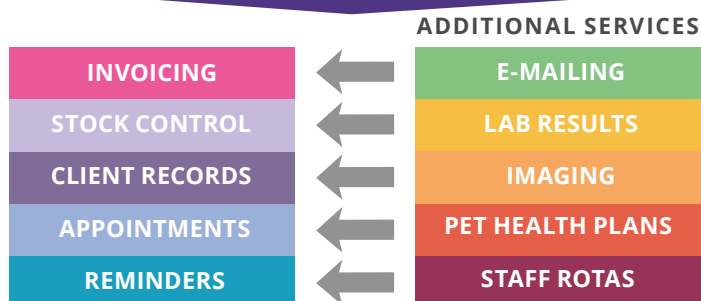 ADDITIONAL SERVICES
INVOICING
E-MAILING
STOCK CONTROL
LAB RESULTS
CLIENT RECORDS
IMAGING
APPOINTMENTS
PET HEALTH PLANS
REMINDERS
STAFF ROTAS